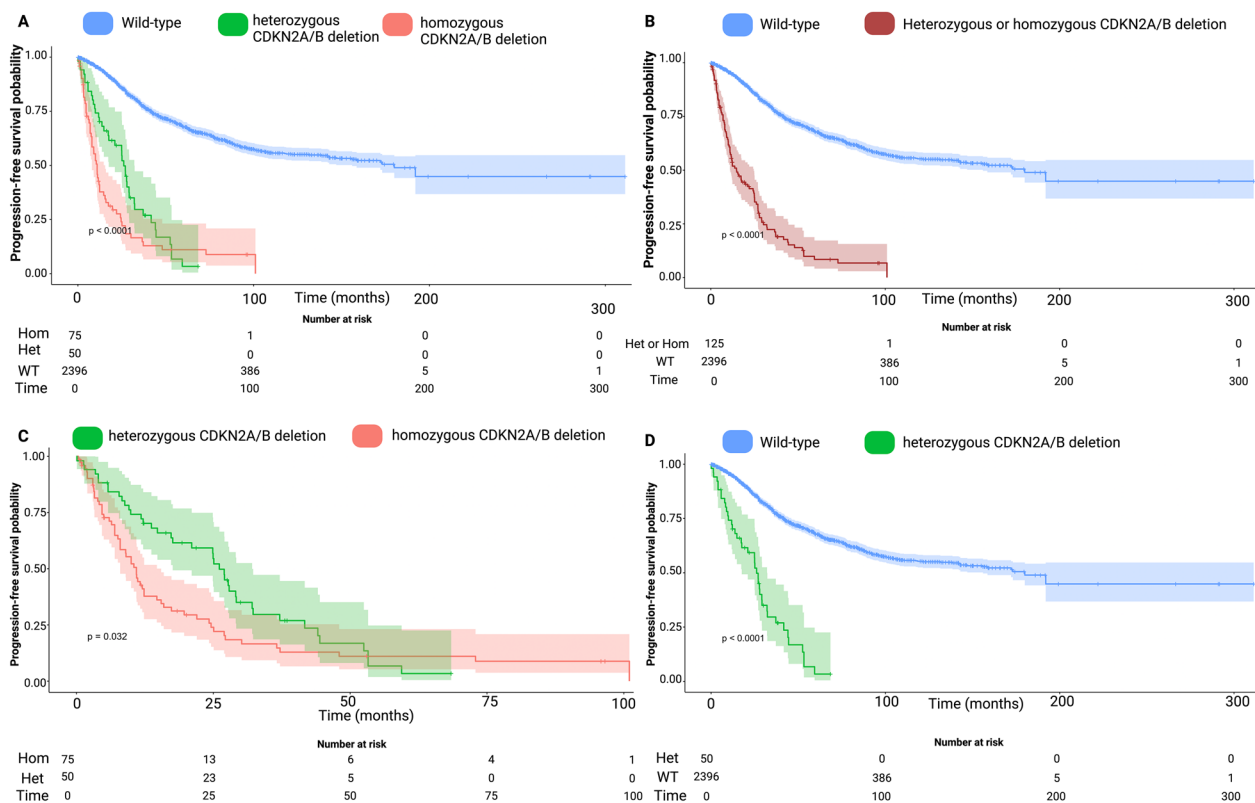 A
Wild-type
heterozygous
CDKN2A/B deletion
homozygous
CDKN2A/B deletion
Progression-free survival pobability
1.00
0.75
0.50
0.25
0.00
p < 0.0001
0 100 200 300
Time (months)
Number at risk
Hom 75 1 0 0
Het 50 0 0 0
WT 2396 386 5 1
Time 0 100 200 300
B
Wild-type
Heterozygous or homozygous CDKN2A/B deletion
Progression-free survival pobability
1.00
0.75
0.50
0.25
0.00
p < 0.0001
0 100 200 300
Time (months)
Number at risk
Het or Hom 125 1 0 0
WT 2396 386 5 1
Time 0 100 200 300
C
heterozygous CDKN2A/B deletion
homozygous CDKN2A/B deletion
Progression-free survival pobability
1.00
0.75
0.50
0.25
0.00
p = 0.032
0 25 50 75 100
Time (months)
Number at risk
Hom 75 13 6 4 1
Het 50 23 5 0 0
Time 0 25 50 75 100
D
Wild-type
heterozygous CDKN2A/B deletion
Progression-free survival pobability
1.00
0.75
0.50
0.25
0.00
p <0.0001
0 100 200 300
Time (months)
Number at risk
Het 50 0 0 0
WT 2396 386 5 1
Time 0 100 200 300